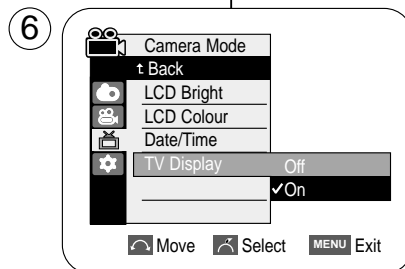 6
Camera Mode
Back
LCD Bright
LCD Colour
Date/Time
TV Display Off
✓On
Move Select MENU Exit